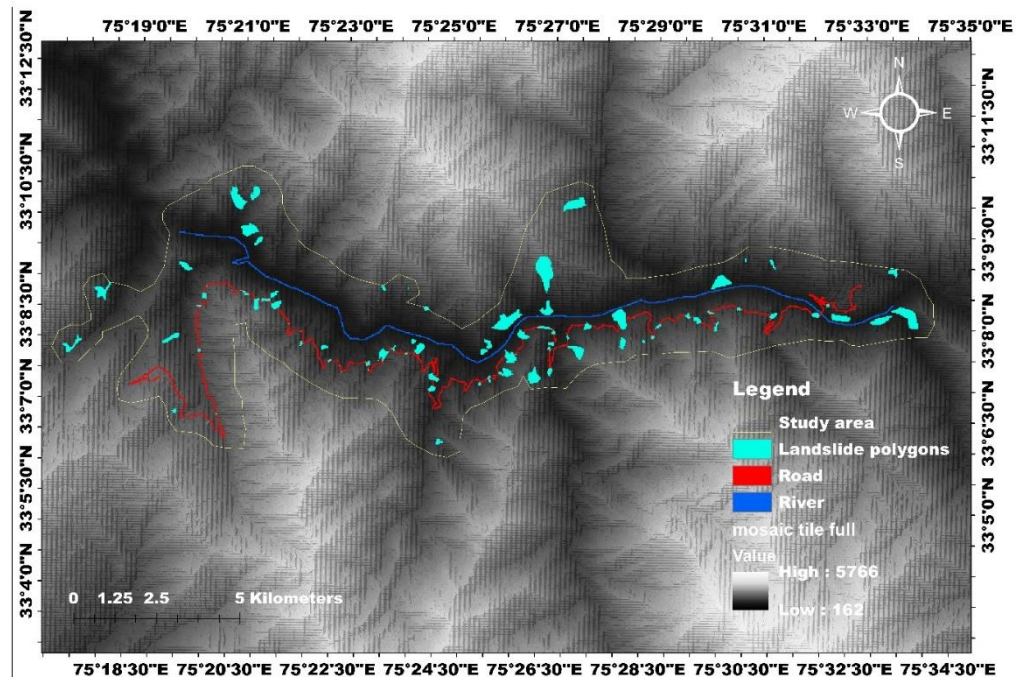 75°19'0"E 75°21'0"E 75°23'0"E 75°25'0"E 75°27'0"E 75°29'0"E 75°31'0"E 75°33'0"E 75°35'0"E
33°12'30"N
33°10'30"N
33°8'30"N
33°7'0"N
33°5'30"N
33°4'0"N
N
W E
S
33°11'30"N
33°9'30"N
33°8'0"N
33°6'30"N
33°5'0"N
Legend
Study area
Landslide polygons
Road
River
mosaic tile full
Value
High : 5766
Low : 162
0 1.25 2.5 5 Kilometers
75°18'30"E 75°20'30"E 75°22'30"E 75°24'30"E 75°26'30"E 75°28'30"E 75°30'30"E 75°32'30"E 75°34'30"E